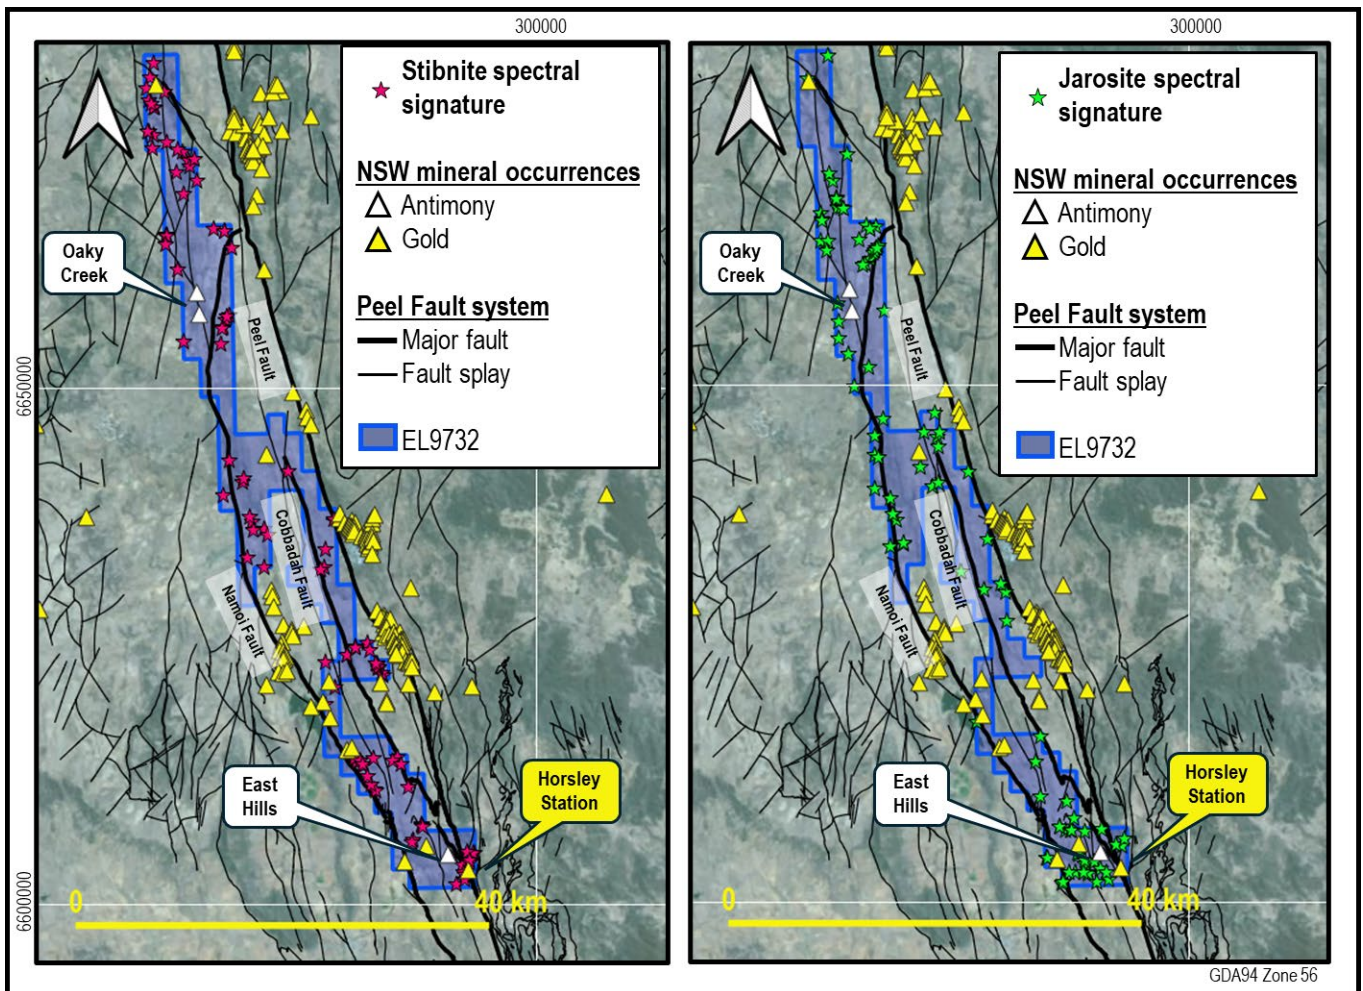 300000
300000
Stibnite spectral
signature
NSW mineral occurrences
Antimony
Gold
Peel Fault system
Major fault
Fault splay
EL9732
Oaky
Creek
Peel Fault
6650000
Cobbadah Fault
Namoi Fault
East
Hills
Horsley
Station
6600000
0
40 km
Jarosite spectral
signature
NSW mineral occurrences
Antimony
Gold
Peel Fault system
Major fault
Fault splay
EL9732
Oaky
Creek
Peel Fault
Cobbadah Fault
Namoi Fault
East
Hills
Horsley
Station
0
40 km
GDA94 Zone 56